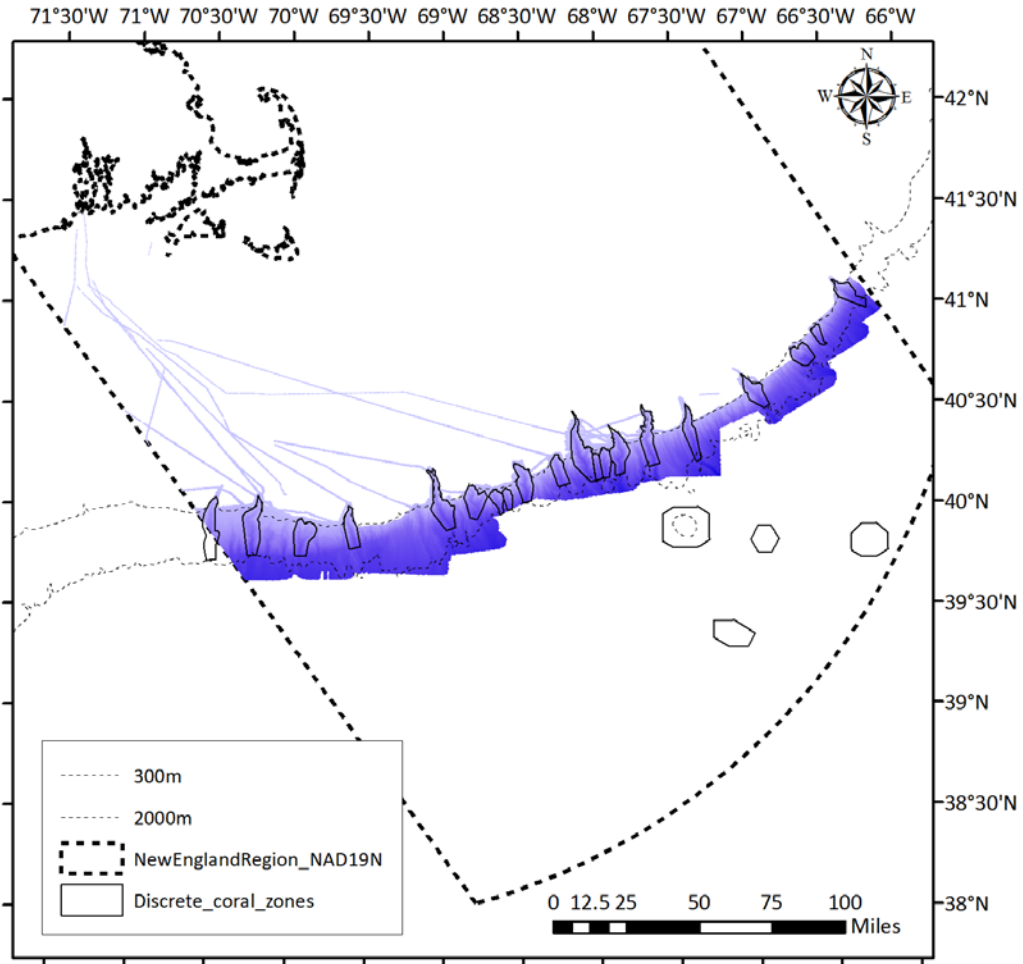 71°30'W 71°W 70°30'W 70°W 69°30'W 69°W 68°30'W 68°W 67°30'W 67°W 66°30'W 66°W
N
W E
S
42°N
41°30'N
41°N
40°30'N
40°N
39°30'N
39°N
38°30'N
38°N
300m
2000m
NewEnglandRegion_NAD19N
Discrete_coral_zones
0 12.5 25 50 75 100
Miles